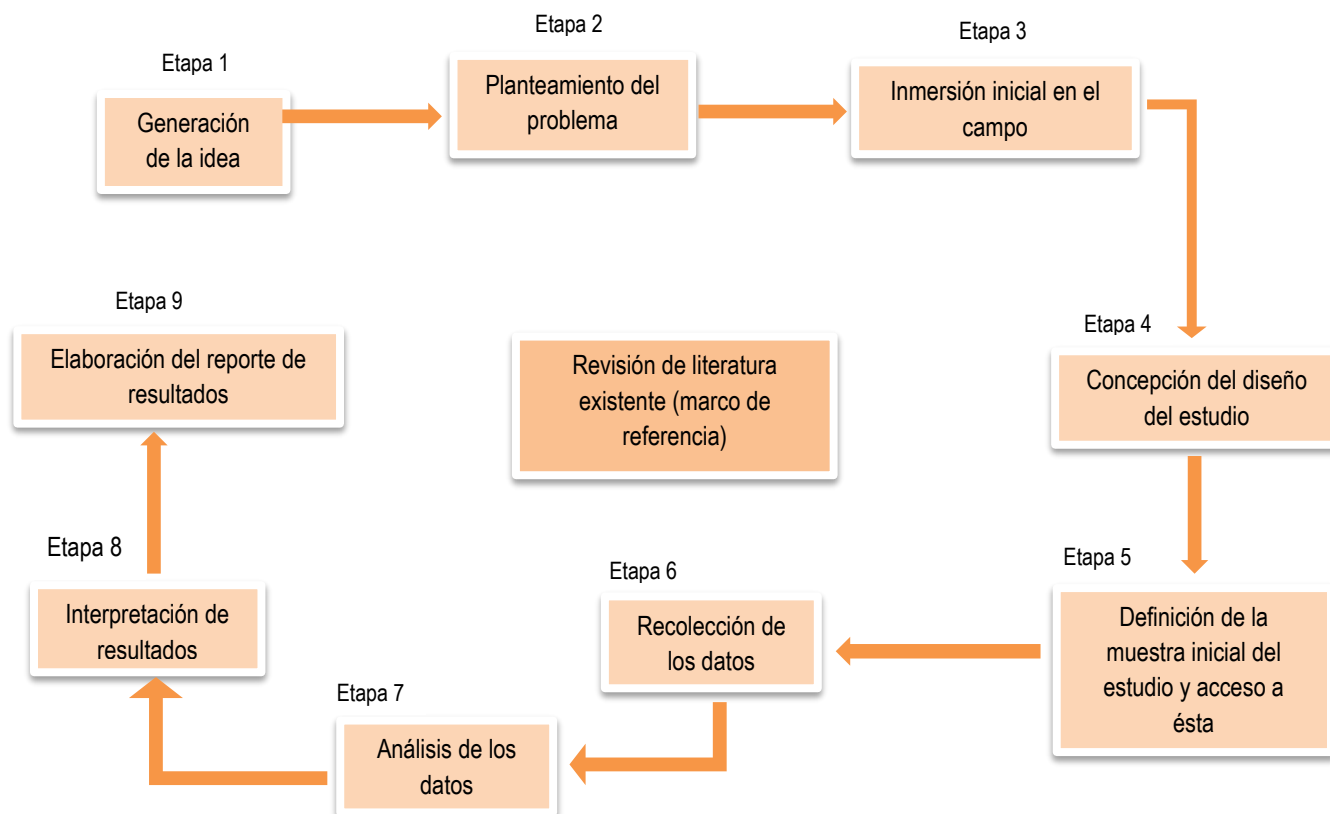 Etapa 1
Generación
de la idea
Etapa 2
Planteamiento del
problema
Etapa 3
Inmersión inicial en el
campo
Etapa 4
Concepción del diseño
del estudio
Etapa 5
Definición de la
muestra inicial del
estudio y acceso a
ésta
Etapa 6
Recolección de
los datos
Etapa 7
Análisis de los
datos
Etapa 8
Interpretación de
resultados
Etapa 9
Elaboración del reporte de
resultados
Revisión de literatura
existente (marco de
referencia)